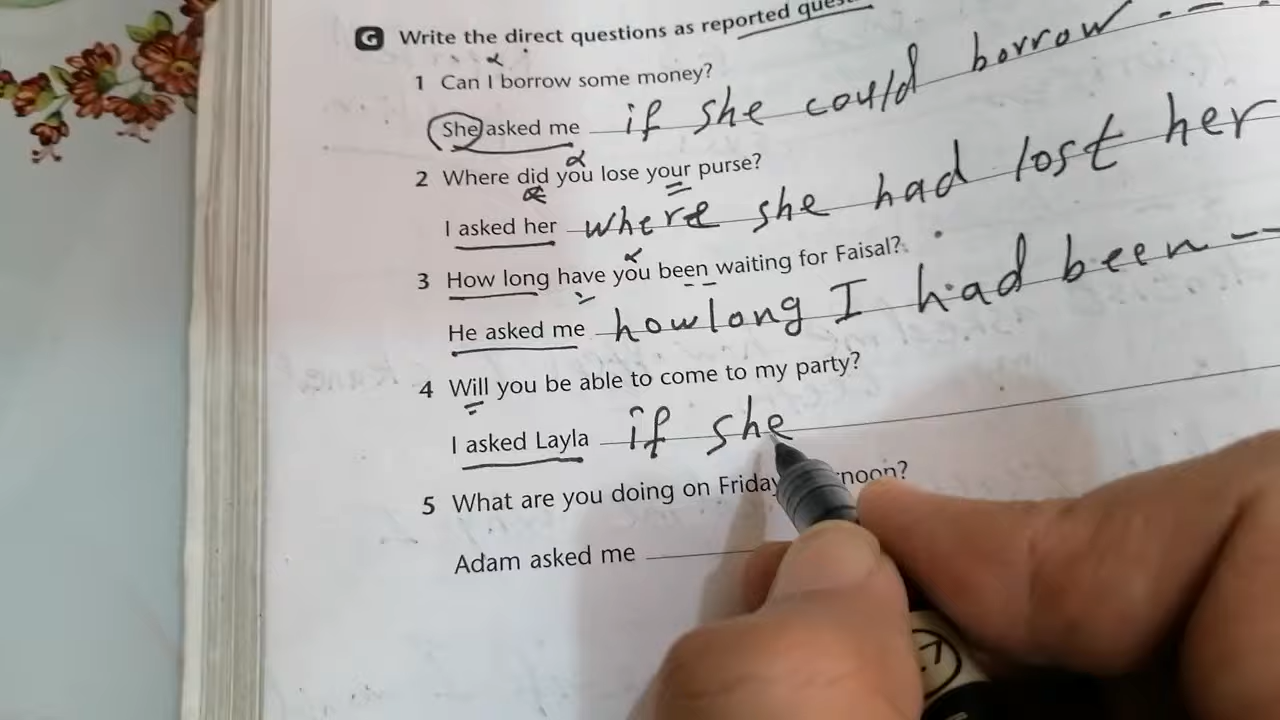 G Write the direct questions as reported
1 Can I borrow some money?
She asked me if she could borrow ---
2 Where did you lose your purse?
I asked her where she had lost her
3 How long have you been waiting for Faisal?
He asked me how long I had been --
4 Will you be able to come to my party?
I asked Layla if she
5 What are you doing on Friday
Adam asked me